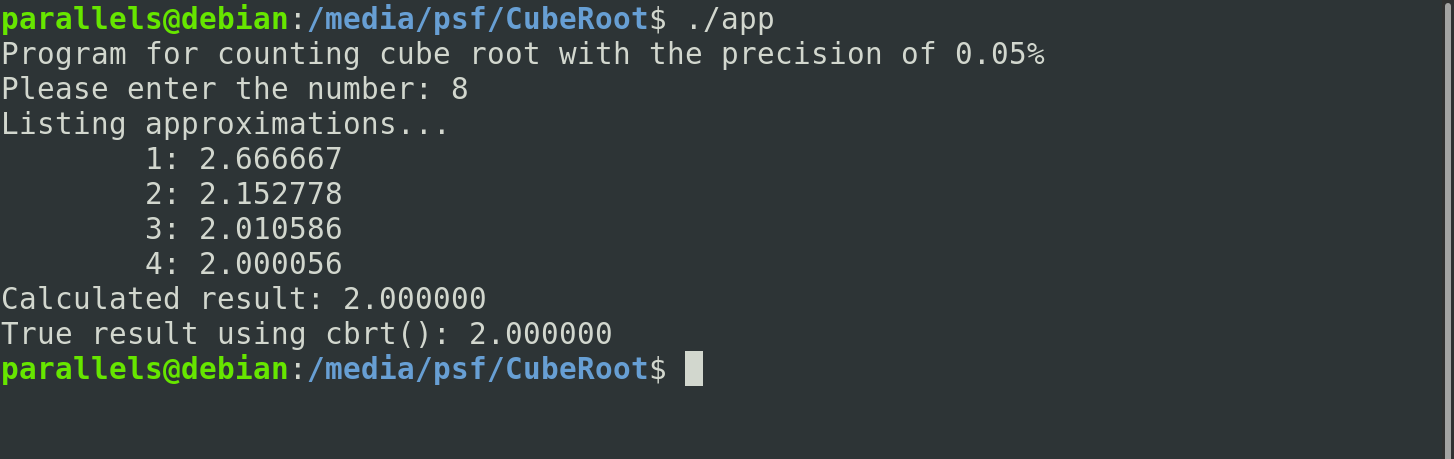 parallels@debian:/media/psf/CubeRoot$ ./app
Program for counting cube root with the precision of 0.05%
Please enter the number: 8
Listing approximations...
        1: 2.666667
        2: 2.152778
        3: 2.010586
        4: 2.000056
Calculated result: 2.000000
True result using cbrt(): 2.000000
parallels@debian:/media/psf/CubeRoot$